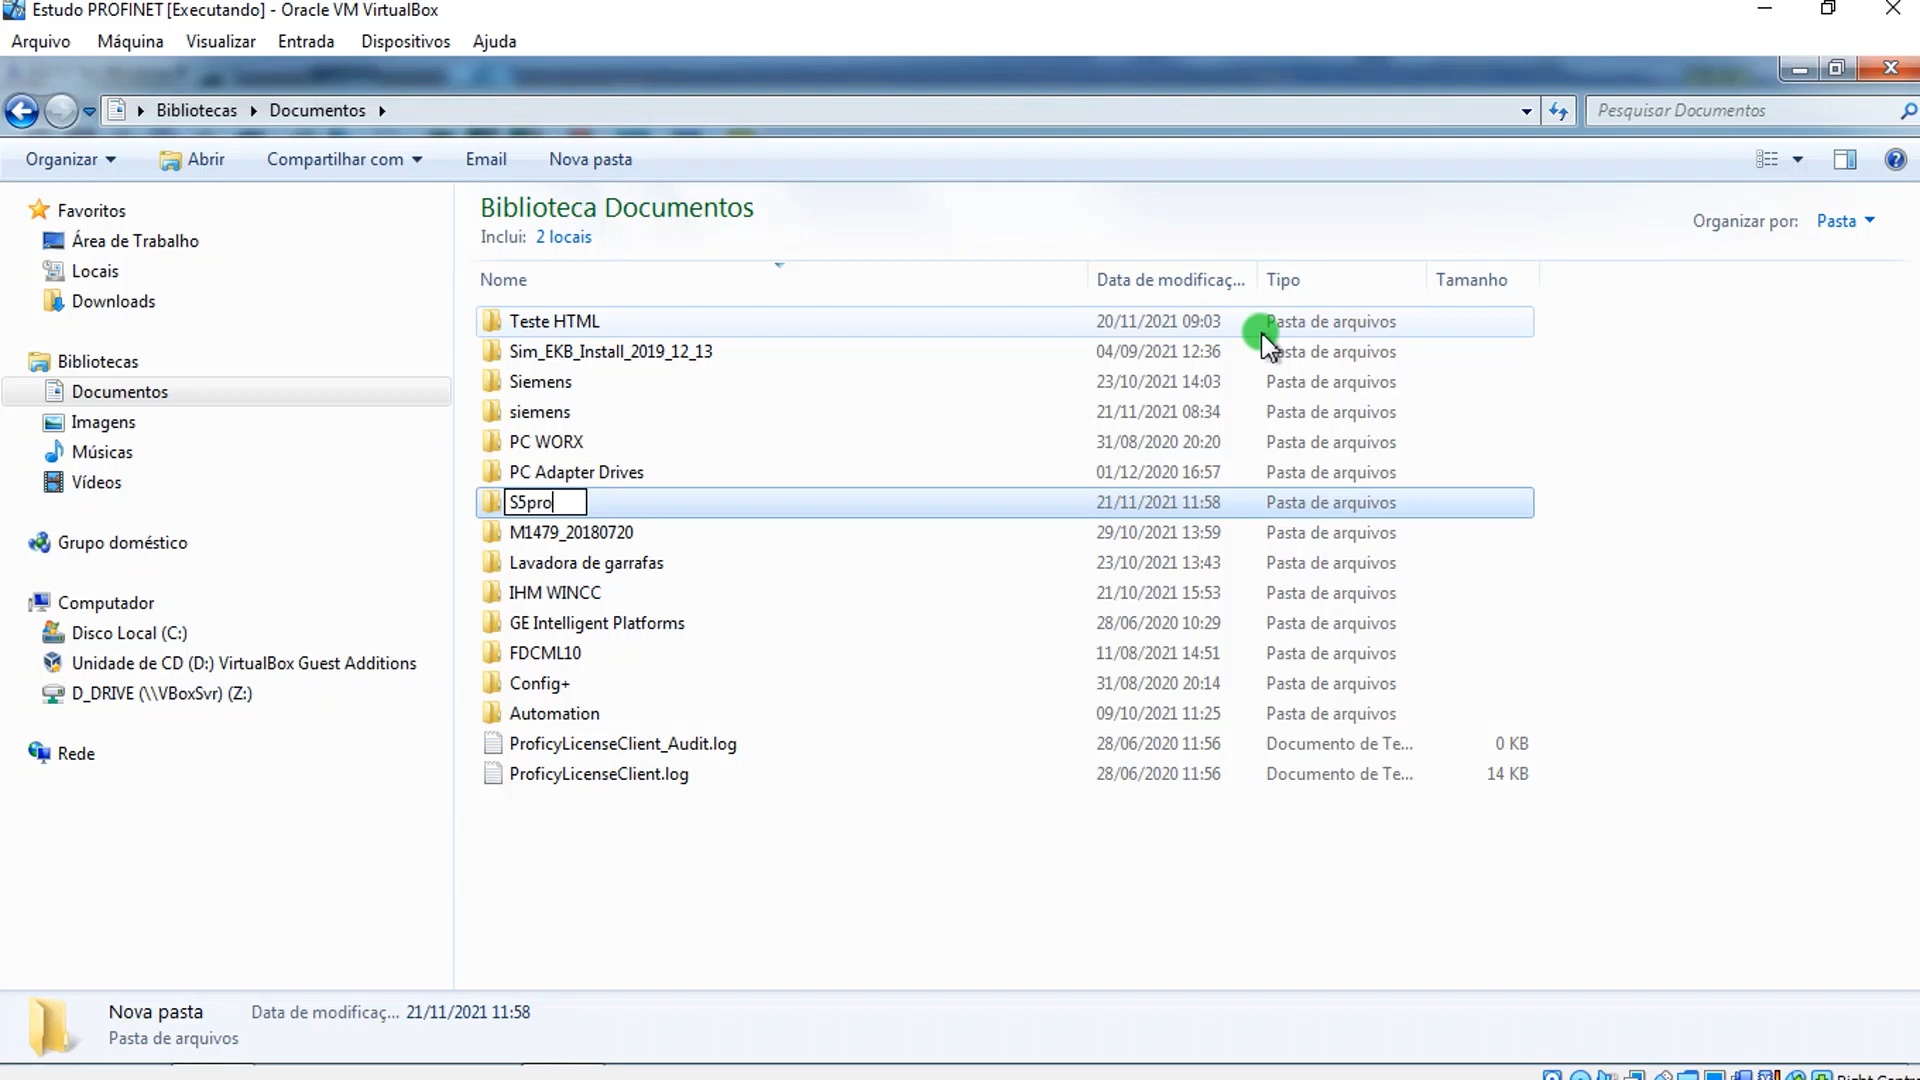 Estudo PROFINET [Executando] - Oracle VM VirtualBox
Arquivo Máquina Visualizar Entrada Dispositivos Ajuda
Bibliotecas Documentos
Pesquisar Documentos
Organizar Abrir Compartilhar com Email Nova pasta
Favoritos
Área de Trabalho
Locais
Downloads
Bibliotecas
Documentos
Imagens
Músicas
Vídeos
Grupo doméstico
Computador
Disco Local (C:)
Unidade de CD (D:) VirtualBox Guest Additions
D_DRIVE (\\VBoxSvr) (Z:)
Rede
Biblioteca Documentos
Inclui: 2 locais
Organizar por: Pasta
Nome Data de modificaç... Tipo Tamanho
Teste HTML 20/11/2021 09:03 Pasta de arquivos
Sim_EKB_Install_2019_12_13 04/09/2021 12:36 Pasta de arquivos
Siemens 23/10/2021 14:03 Pasta de arquivos
siemens 21/11/2021 08:34 Pasta de arquivos
PC WORX 31/08/2020 20:20 Pasta de arquivos
PC Adapter Drives 01/12/2020 16:57 Pasta de arquivos
S5pro 21/11/2021 11:58 Pasta de arquivos
M1479_20180720 29/10/2021 13:59 Pasta de arquivos
Lavadora de garrafas 23/10/2021 13:43 Pasta de arquivos
IHM WINCC 21/10/2021 15:53 Pasta de arquivos
GE Intelligent Platforms 28/06/2020 10:29 Pasta de arquivos
FDCML10 11/08/2021 14:51 Pasta de arquivos
Config+ 31/08/2020 20:14 Pasta de arquivos
Automation 09/10/2021 11:25 Pasta de arquivos
ProficyLicenseClient_Audit.log 28/06/2020 11:56 Documento de Te... 0 KB
ProficyLicenseClient.log 28/06/2020 11:56 Documento de Te... 14 KB
Nova pasta Data de modificaç... 21/11/2021 11:58
Pasta de arquivos